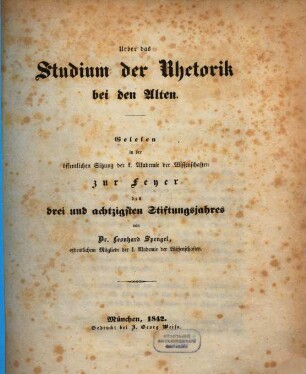 Ueber das
Studium der Rhetorik
bei den Alten.
Gelesen
in der
öffentlichen Sitzung der k. Akademie der Wissenschaften
zur Feyer
des
drei und achtzigsten Stiftungsjahres
von
Dr. Leonhard Spengel,
ordentlichem Mitgliede der k. Akademie der Wissenschaften.
München, 1842.
Gedruckt bei J. Georg Weiss.